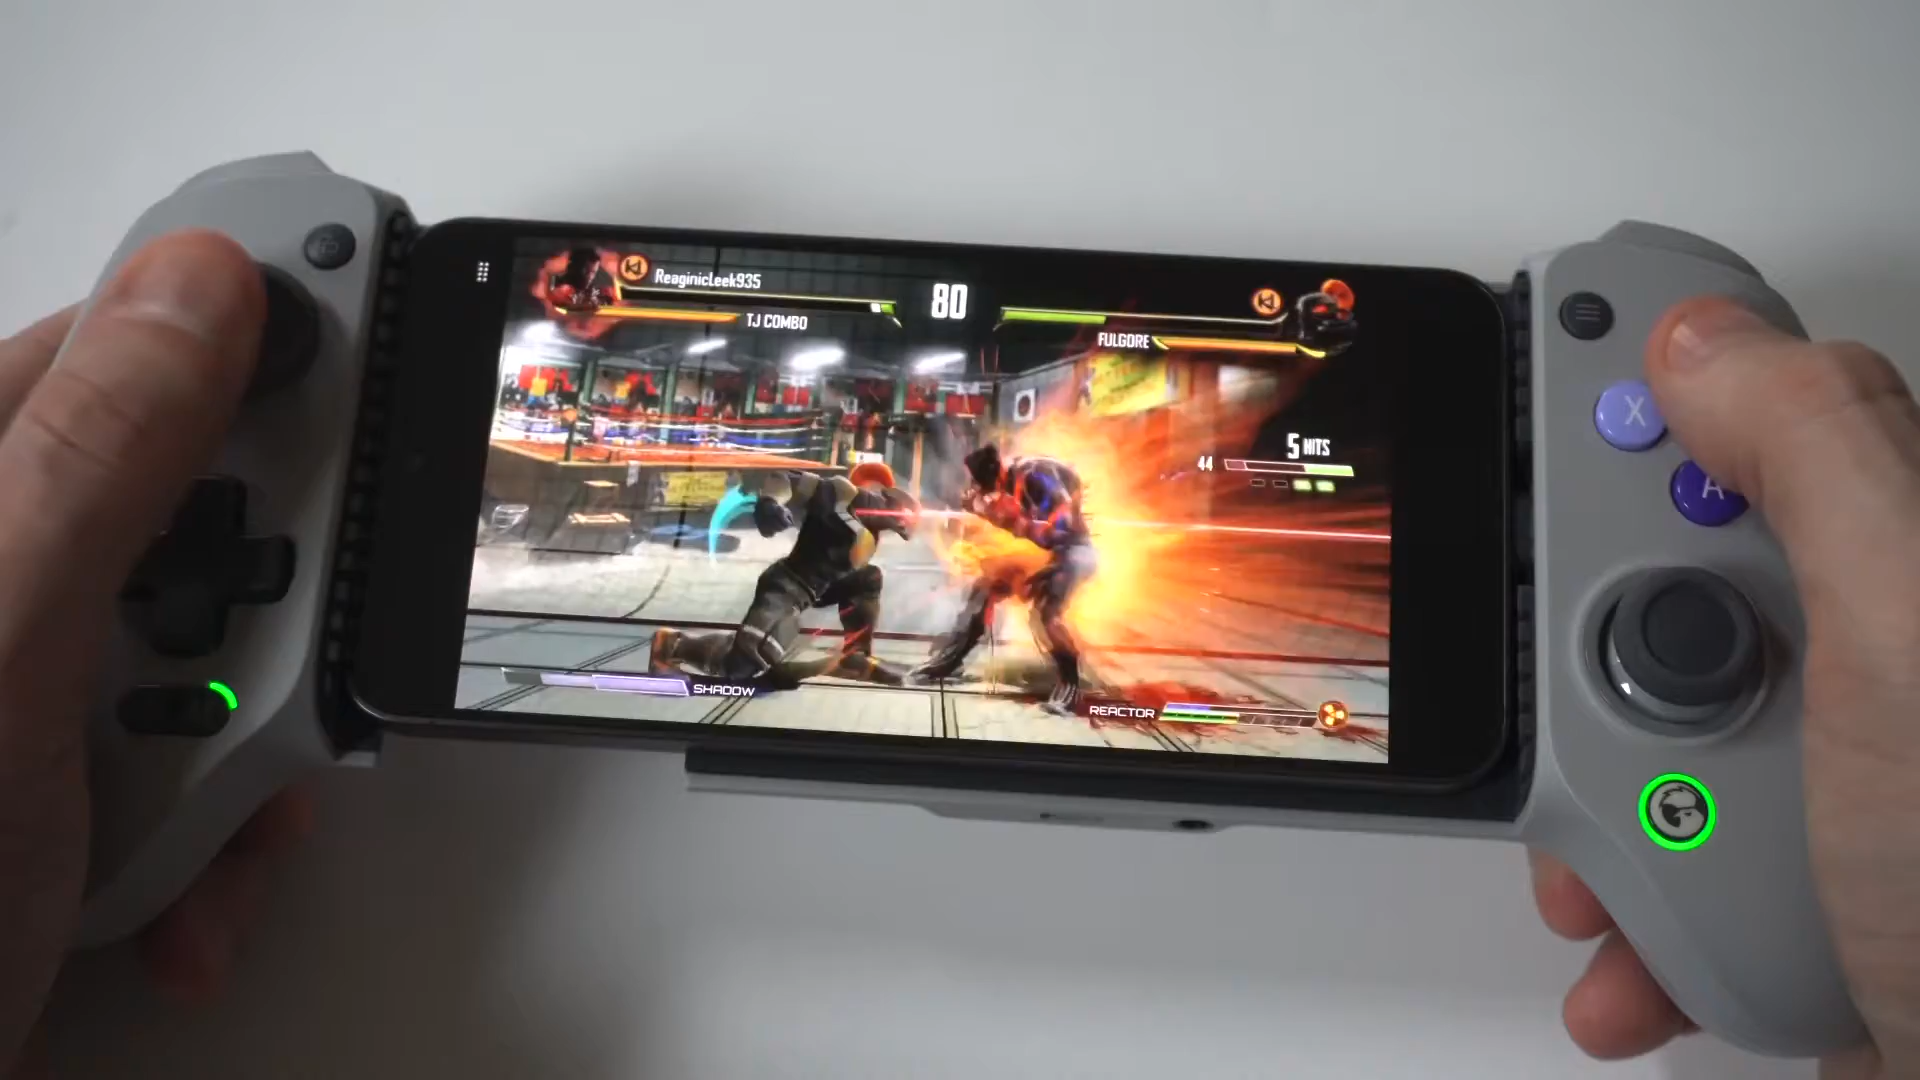 ReaginicLeek935
80
TJ COMBO
FULGORE
5 HITS
44
X
A
SHADOW
REACTOR